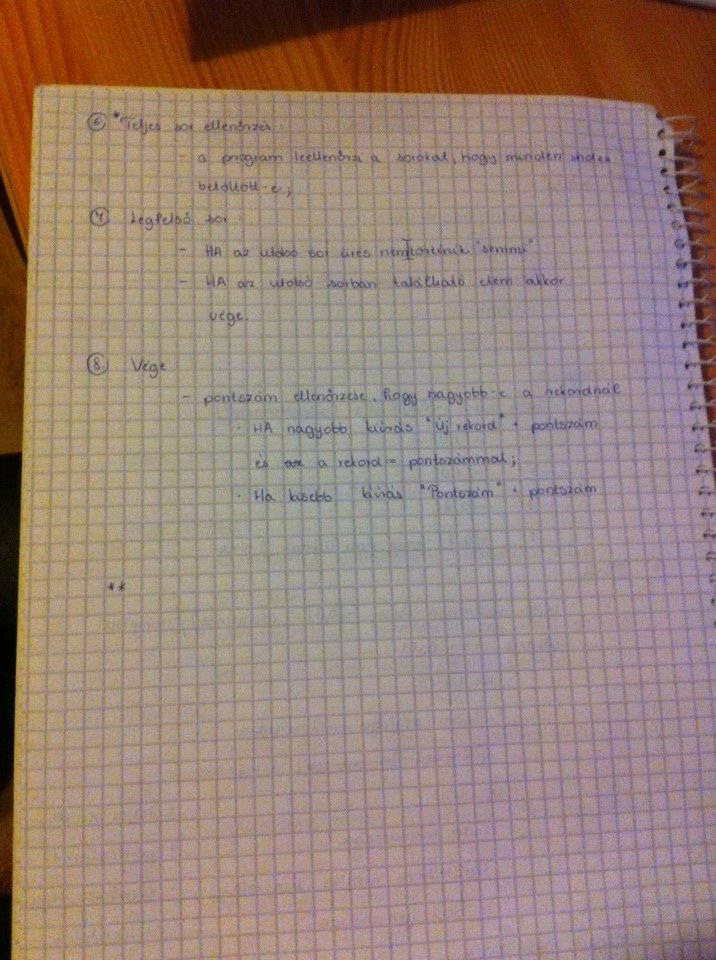 ⑥ *Teljes sor ellenőrzés:
- a program leellenőrzi a sorokat, hogy minden
betöltött-e;
⑦ Legfelső sor:
- HA az utolsó sor üres nem történik "semmi"
- HA az utolsó sorban található elem akkor
vége.
⑧ Vége
- pontszám ellenőrzése, hogy nagyobb-e a rekordnál
· HA nagyobb kiírás "Új rekord" + pontszám
és a rekord = pontszámmal;
· Ha kisebb kiírás "Pontszám" + pontszám
**